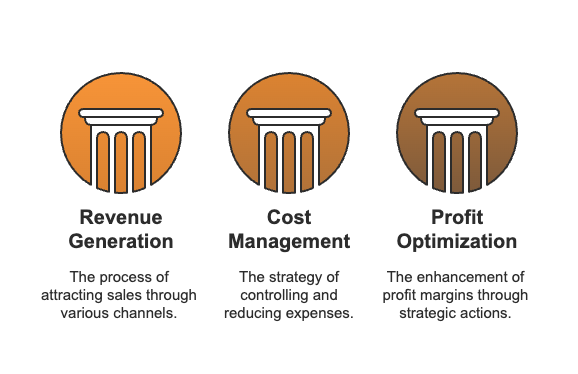 Revenue
Generation
The process of
attracting sales through
various channels.
Cost
Management
The strategy of
controlling and
reducing expenses.
Profit
Optimization
The enhancement of
profit margins through
strategic actions.